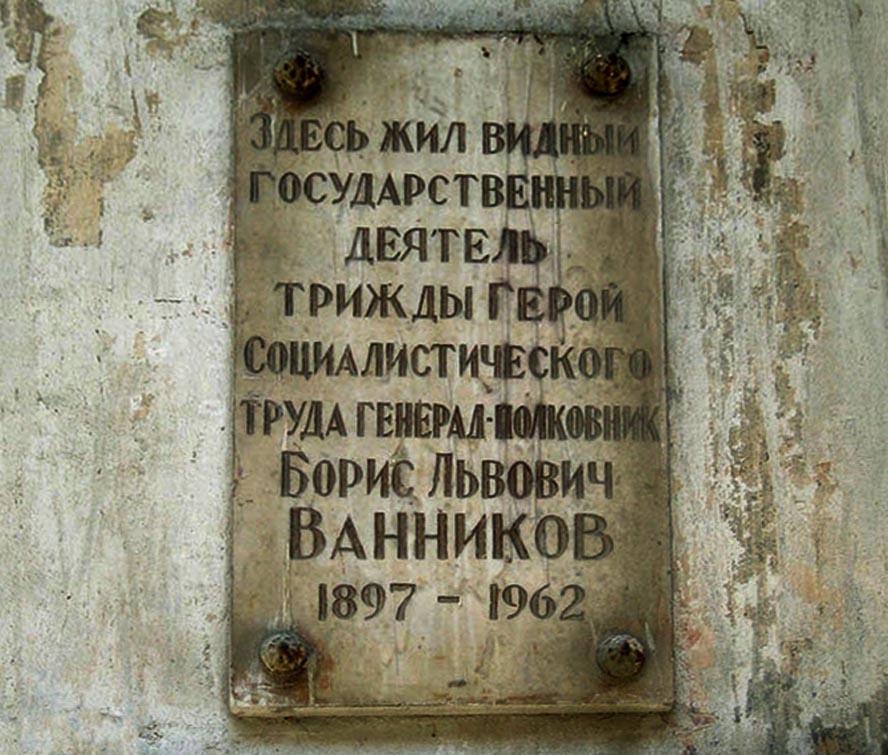 ЗДЕСЬ ЖИЛ ВИДНЫЙ
ГОСУДАРСТВЕННЫЙ
ДЕЯТЕЛЬ
ТРИЖДЫ ГЕРОЙ
СОЦИАЛИСТИЧЕСКОГО
ТРУДА ГЕНЕРАЛ-ПОЛКОВНИК
БОРИС ЛЬВОВИЧ
ВАННИКОВ
1897 - 1962